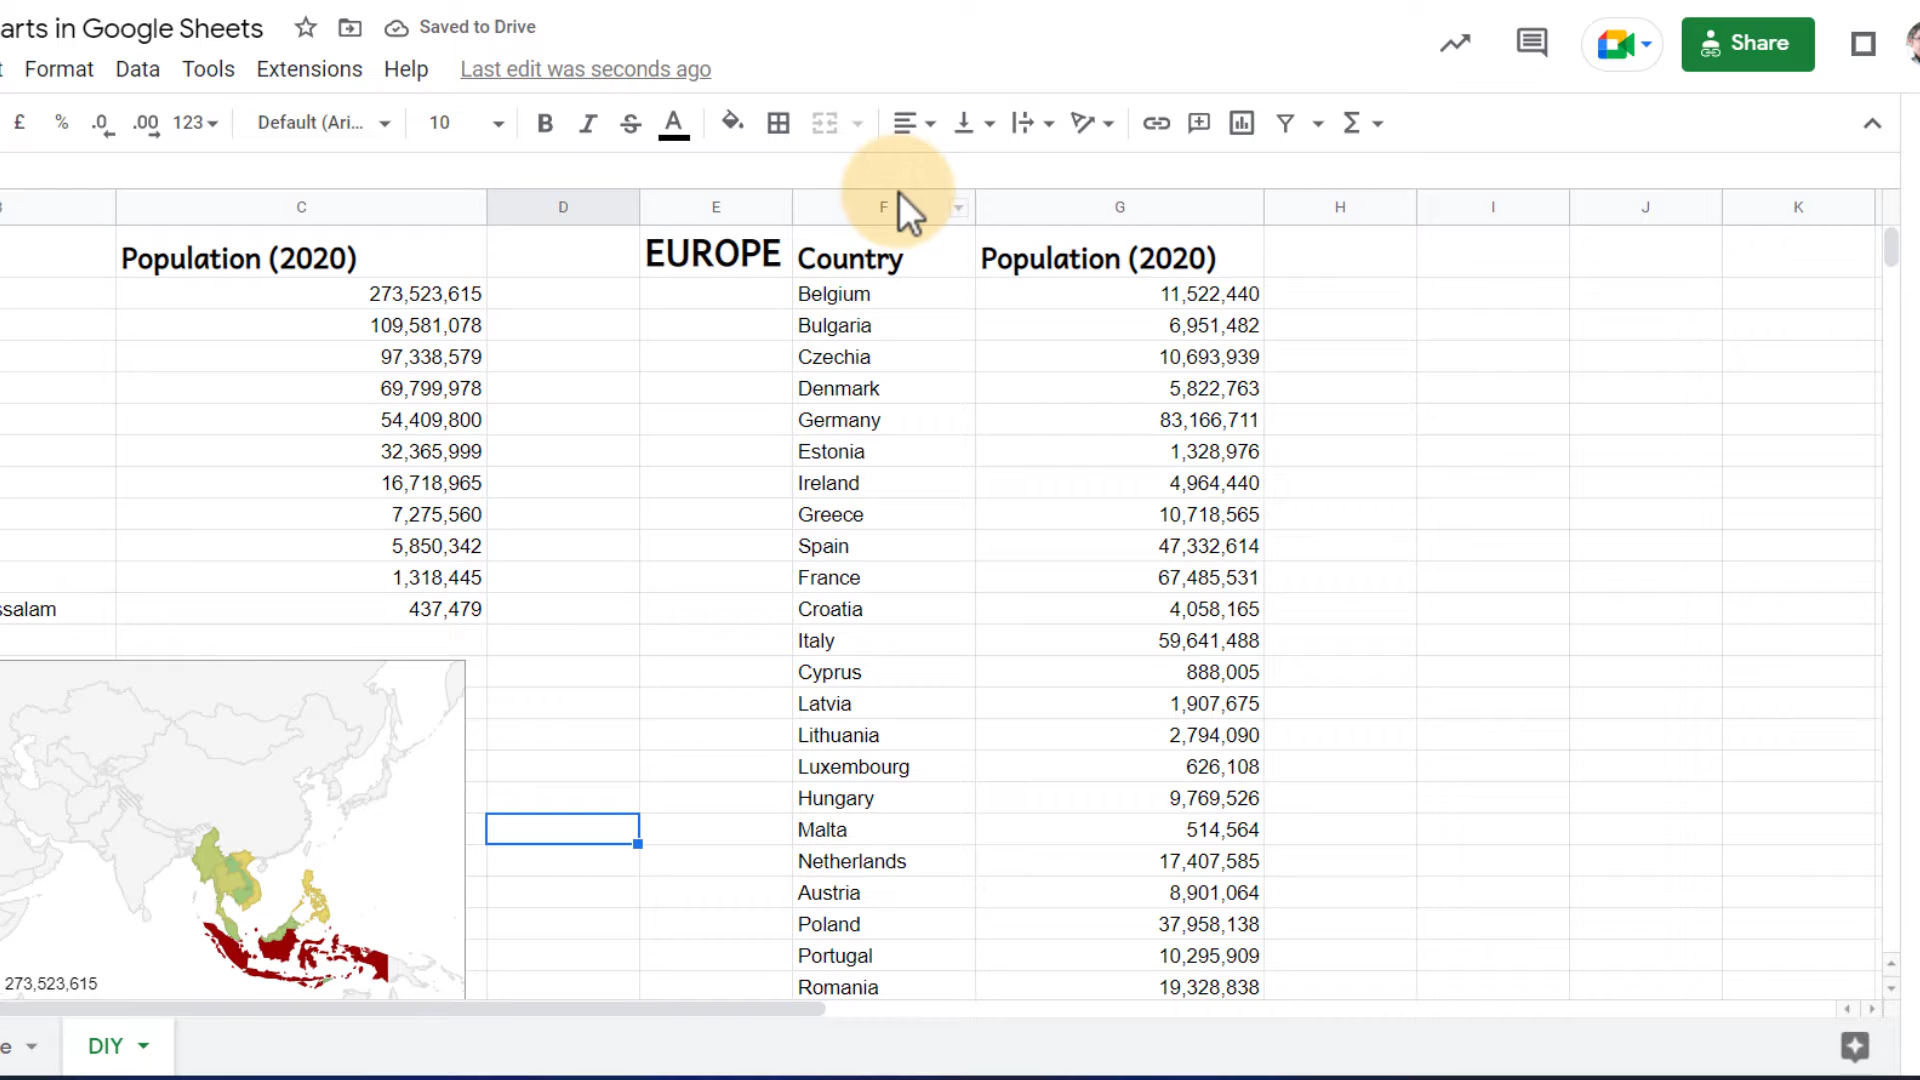 arts in Google Sheets Saved to Drive
Share
Format Data Tools Extensions Help Last edit was seconds ago
£ % .0 .00 123 Default (Ari... 10 B I S A
C D E F G H I J K
Population (2020) EUROPE Country Population (2020)
273,523,615 Belgium 11,522,440
109,581,078 Bulgaria 6,951,482
97,338,579 Czechia 10,693,939
69,799,978 Denmark 5,822,763
54,409,800 Germany 83,166,711
32,365,999 Estonia 1,328,976
16,718,965 Ireland 4,964,440
7,275,560 Greece 10,718,565
5,850,342 Spain 47,332,614
1,318,445 France 67,485,531
ssalam 437,479 Croatia 4,058,165
Italy 59,641,488
Cyprus 888,005
Latvia 1,907,675
Lithuania 2,794,090
Luxembourg 626,108
Hungary 9,769,526
Malta 514,564
Netherlands 17,407,585
Austria 8,901,064
Poland 37,958,138
Portugal 10,295,909
273,523,615 Romania 19,328,838
e DIY